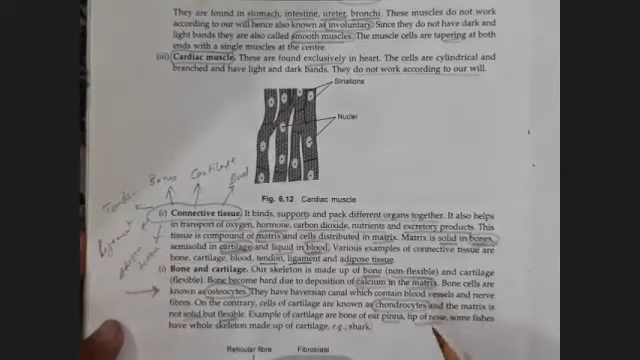 They are found in stomach, intestine, ureter, bronchi. These muscles do not work
according to our will hence also known as involuntary. Since they do not have dark and
light bands they are also called smooth muscles. The muscle cells are tapering at both
ends with a single muscles at the centre.
(iii) Cardiac muscle. These are found exclusively in heart. The cells are cylindrical and
branched and have light and dark bands. They do not work according to our will.
Striations
Nuclei
Fig. 6.12 Cardiac muscle
Tendon
Bones
Cartilage
Blood
Ligament
adipose
tissue
(c) Connective tissue. It binds, supports and pack different organs together. It also helps
in transport of oxygen, hormone, carbon dioxide, nutrients and excretory products. This
tissue is compound of matrix and cells distributed in matrix. Matrix is solid in bones,
semisolid in cartilage and liquid in blood. Various examples of connective tissue are
bone, cartilage, blood, tendon, ligament and adipose tissue.
(i) Bone and cartilage. Our skeleton is made up of bone (non-flexible) and cartilage
(flexible). Bone become hard due to deposition of calcium in the matrix. Bone cells are
known as osteocytes. They have haversian canal which contain blood vessels and nerve
fibres. On the contrary, cells of cartilage are known as chondrocytes and the matrix is
not solid but flexible. Example of cartilage are bone of ear pinna, tip of nose, some fishes
have whole skeleton made up of cartilage, e.g., shark.
Reticular fibre
Fibroblast